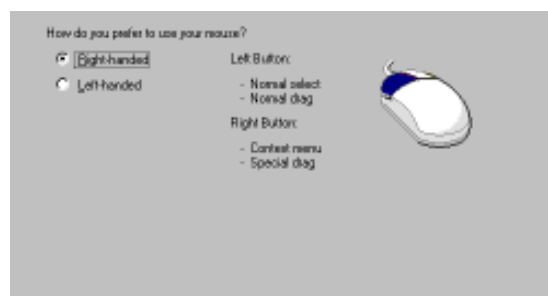 How do you prefer to use your mouse?
Right-handed
Left-handed
Left Button:
- Normal select
- Normal drag
Right Button:
- Context menu
- Special drag